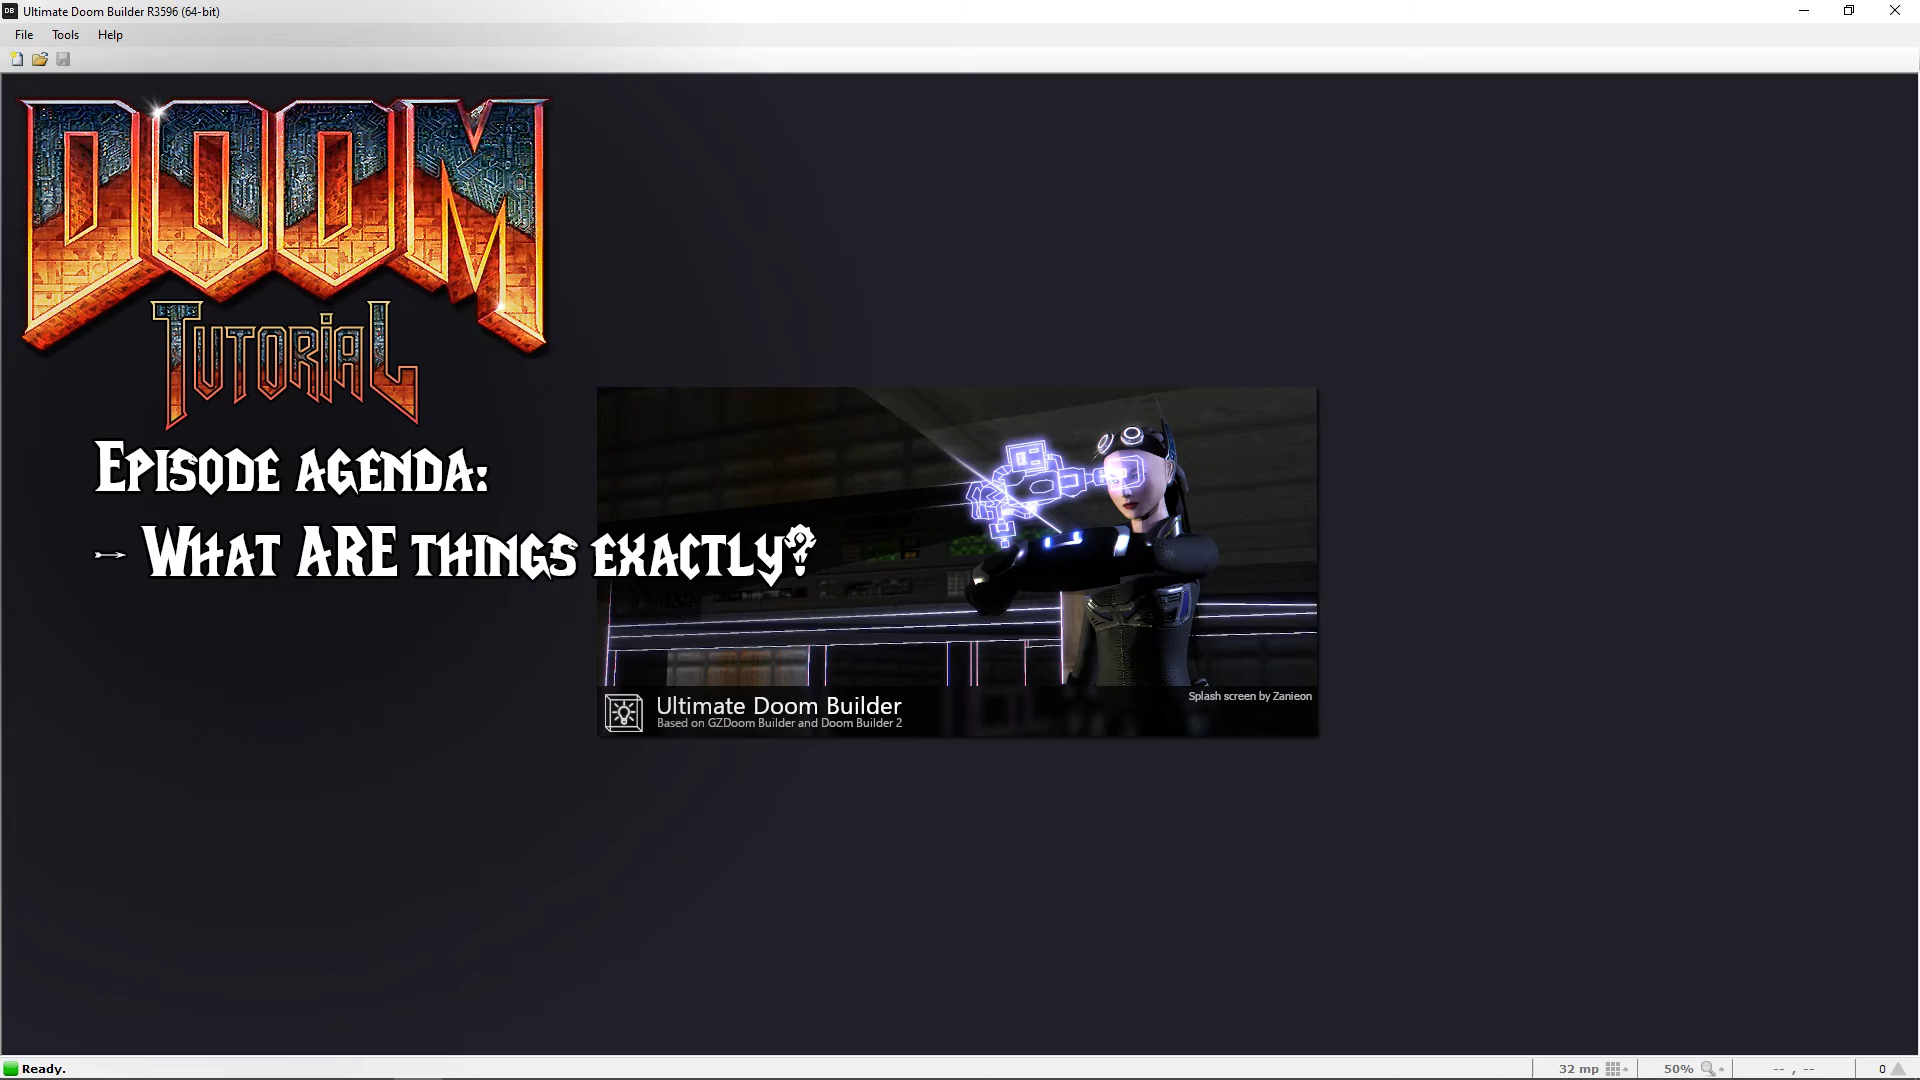 DB Ultimate Doom Builder R3596 (64-bit)
File Tools Help
DOOM
TUTORIAL
EPISODE AGENDA:
WHAT ARE THINGS EXACTLY?
Ultimate Doom Builder
Based on GZDoom Builder and Doom Builder 2
Splash screen by Zanieon
Ready.
32 mp 50% -- , -- 0